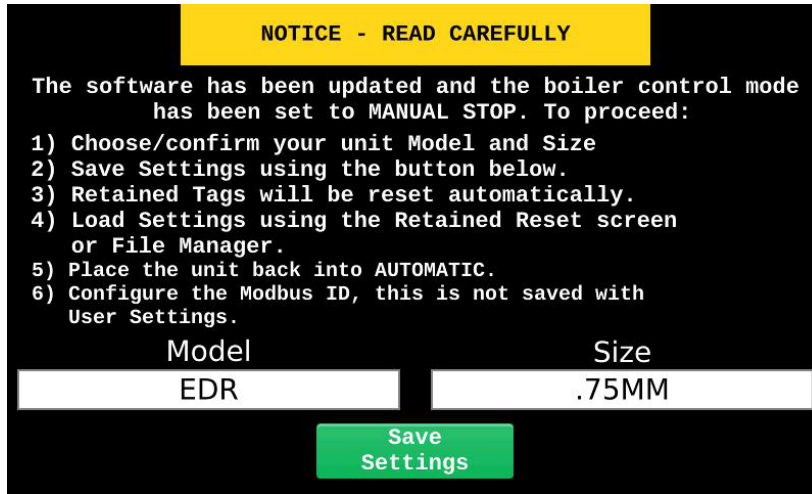 NOTICE - READ CAREFULLY
The software has been updated and the boiler control mode
has been set to MANUAL STOP. To proceed:
1) Choose/confirm your unit Model and Size
2) Save Settings using the button below.
3) Retained Tags will be reset automatically.
4) Load Settings using the Retained Reset screen
or File Manager.
5) Place the unit back into AUTOMATIC.
6) Configure the Modbus ID, this is not saved with
User Settings.
Model
Size
EDR
.75MM
Save
Settings